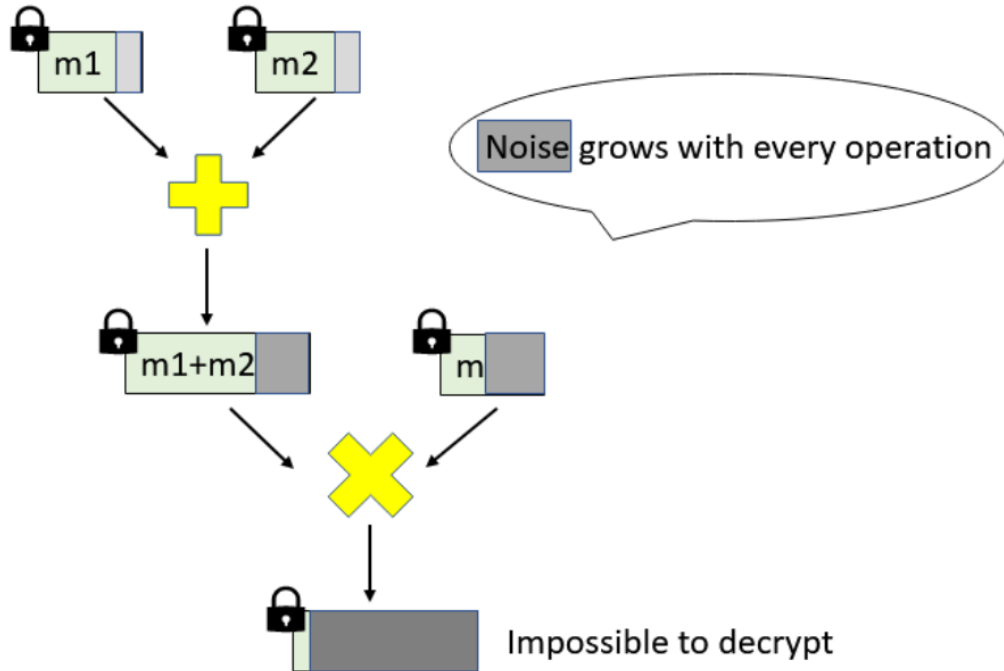 m1
m2
Noise grows with every operation
m1+m2
m
Impossible to decrypt